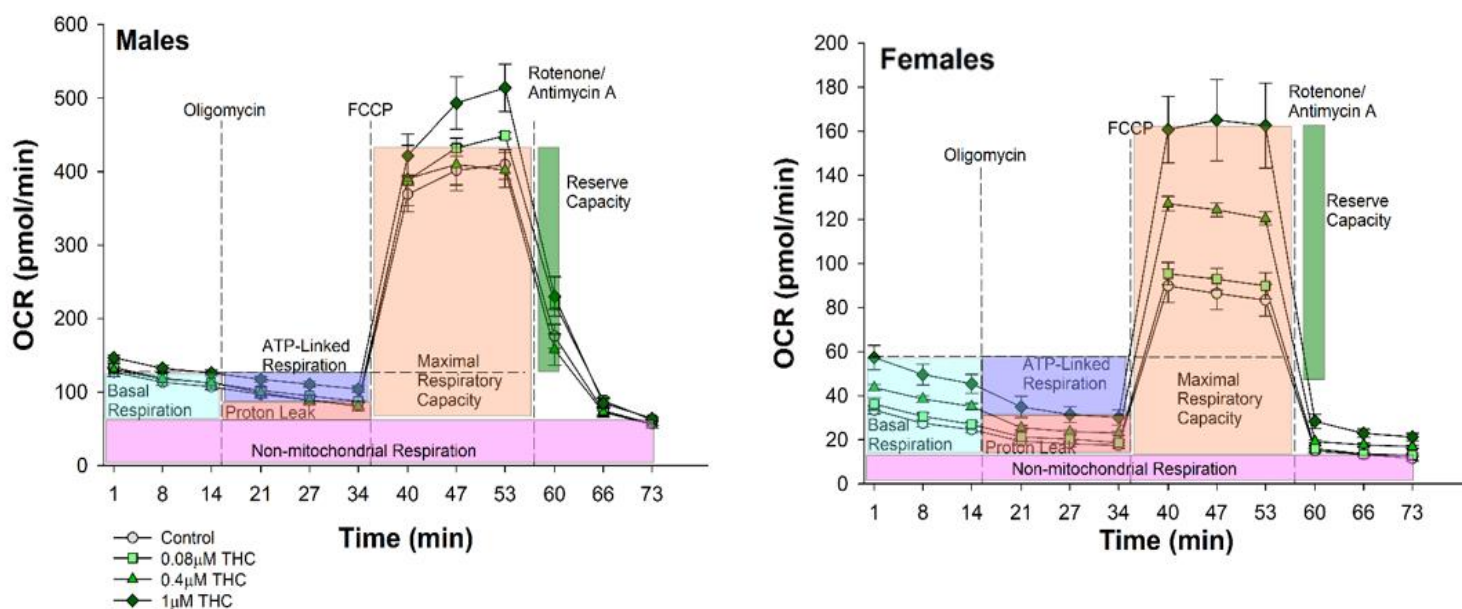 Males
OCR (pmol/min)
600
500
400
300
200
100
0
Oligomycin
FCCP
Rotenone/
Antimycin A
Reserve
Capacity
ATP-Linked
Respiration
Basal
Respiration
Proton Leak
Maximal
Respiratory
Capacity
Non-mitochondrial Respiration
1 8 14 21 27 34 40 47 53 60 66 73
Time (min)
Control
0.08μM THC
0.4μM THC
1μM THC
Females
OCR (pmol/min)
200
180
160
140
120
100
80
60
40
20
0
Oligomycin
FCCP
Rotenone/
Antimycin A
Reserve
Capacity
ATP-Linked
Respiration
Basal
Respiration
Proton Leak
Maximal
Respiratory
Capacity
Non-mitochondrial Respiration
1 8 14 21 27 34 40 47 53 60 66 73
Time (min)